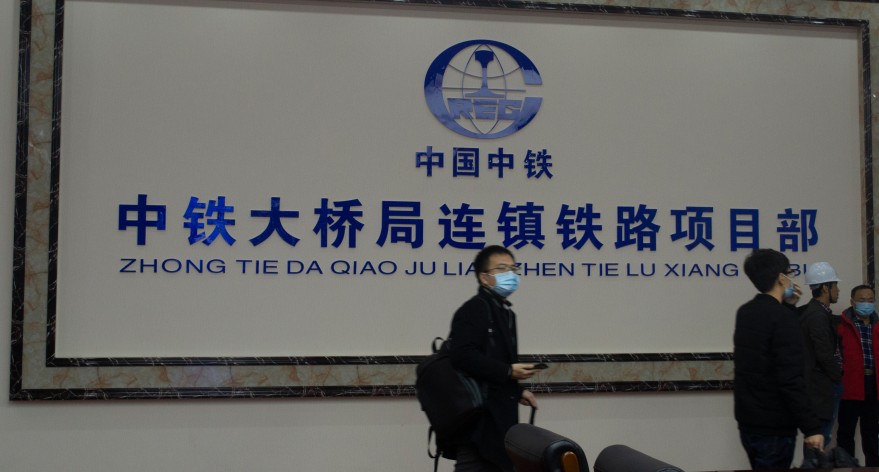 CREC
中国中铁
中铁大桥局连镇铁路项目部
ZHONG TIE DA QIAO JU LIAN ZHEN TIE LU XIANG